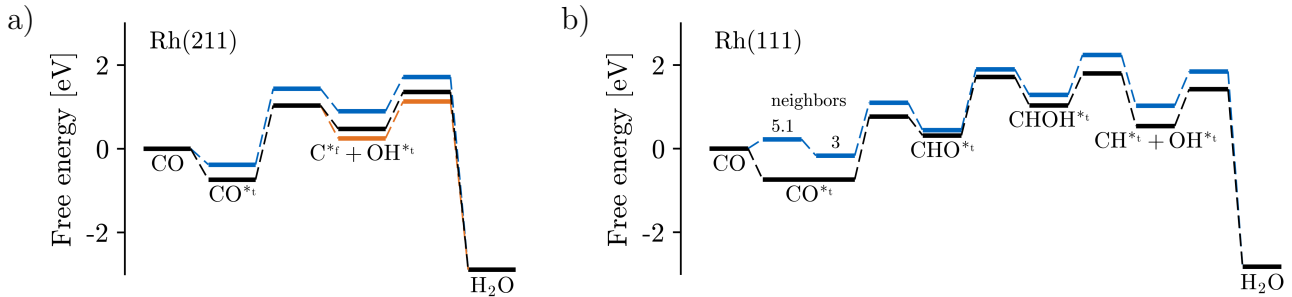 a)
Rh(211)
Free energy [eV]
2
0
-2
CO
CO*t
C*f + OH*t
H₂O
b)
Rh(111)
Free energy [eV]
2
0
-2
neighbors
5.1
3
CO
CO*t
CHO*t
CHOH*t
CH*t + OH*t
H₂O